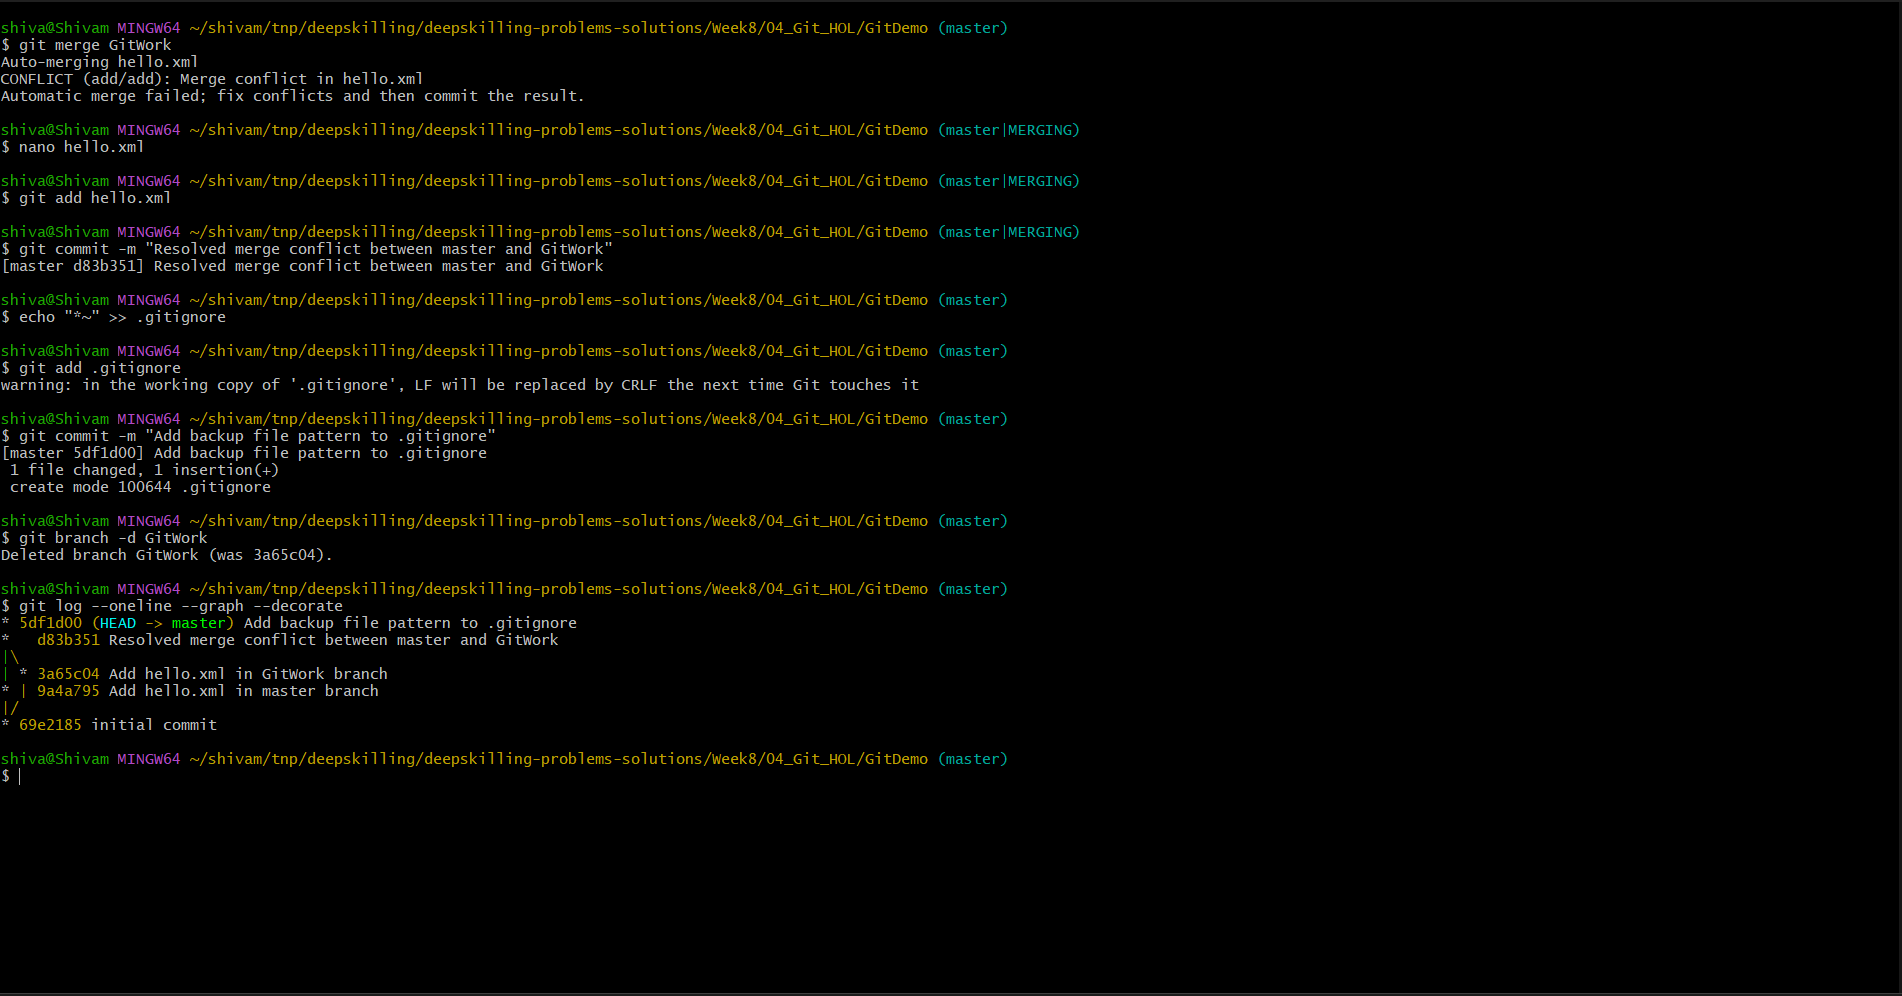 shiva@Shivam MINGW64 ~/shivam/tnp/deepskilling/deepskilling-problems-solutions/Week8/04_Git_HOL/GitDemo (master)
$ git merge GitWork
Auto-merging hello.xml
CONFLICT (add/add): Merge conflict in hello.xml
Automatic merge failed; fix conflicts and then commit the result.
shiva@Shivam MINGW64 ~/shivam/tnp/deepskilling/deepskilling-problems-solutions/Week8/04_Git_HOL/GitDemo (master|MERGING)
$ nano hello.xml
shiva@Shivam MINGW64 ~/shivam/tnp/deepskilling/deepskilling-problems-solutions/Week8/04_Git_HOL/GitDemo (master|MERGING)
$ git add hello.xml
shiva@Shivam MINGW64 ~/shivam/tnp/deepskilling/deepskilling-problems-solutions/Week8/04_Git_HOL/GitDemo (master|MERGING)
$ git commit -m "Resolved merge conflict between master and GitWork"
[master d83b351] Resolved merge conflict between master and GitWork
shiva@Shivam MINGW64 ~/shivam/tnp/deepskilling/deepskilling-problems-solutions/Week8/04_Git_HOL/GitDemo (master)
$ echo "*~" >> .gitignore
shiva@Shivam MINGW64 ~/shivam/tnp/deepskilling/deepskilling-problems-solutions/Week8/04_Git_HOL/GitDemo (master)
$ git add .gitignore
warning: in the working copy of '.gitignore', LF will be replaced by CRLF the next time Git touches it
shiva@Shivam MINGW64 ~/shivam/tnp/deepskilling/deepskilling-problems-solutions/Week8/04_Git_HOL/GitDemo (master)
$ git commit -m "Add backup file pattern to .gitignore"
[master 5df1d00] Add backup file pattern to .gitignore
 1 file changed, 1 insertion(+)
 create mode 100644 .gitignore
shiva@Shivam MINGW64 ~/shivam/tnp/deepskilling/deepskilling-problems-solutions/Week8/04_Git_HOL/GitDemo (master)
$ git branch -d GitWork
Deleted branch GitWork (was 3a65c04).
shiva@Shivam MINGW64 ~/shivam/tnp/deepskilling/deepskilling-problems-solutions/Week8/04_Git_HOL/GitDemo (master)
$ git log --oneline --graph --decorate
* 5df1d00 (HEAD -> master) Add backup file pattern to .gitignore
*   d83b351 Resolved merge conflict between master and GitWork
|\
| * 3a65c04 Add hello.xml in GitWork branch
* | 9a4a795 Add hello.xml in master branch
|/
* 69e2185 initial commit
shiva@Shivam MINGW64 ~/shivam/tnp/deepskilling/deepskilling-problems-solutions/Week8/04_Git_HOL/GitDemo (master)
$